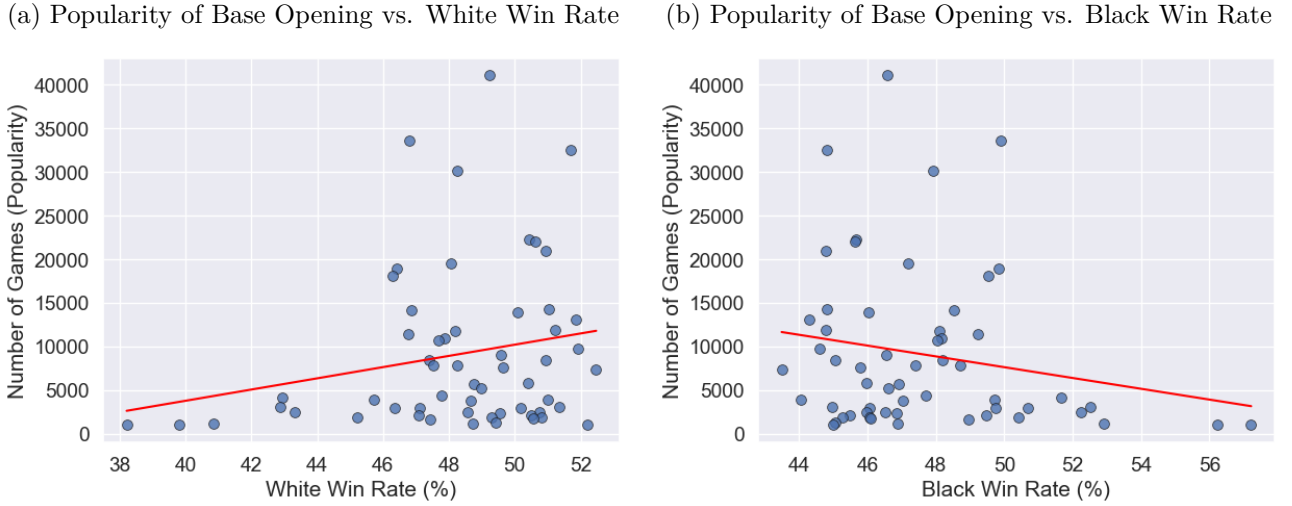 (a) Popularity of Base Opening vs. White Win Rate
40000
35000
30000
25000
20000
15000
10000
5000
0
Number of Games (Popularity)
38 40 42 44 46 48 50 52
White Win Rate (%)
(b) Popularity of Base Opening vs. Black Win Rate
40000
35000
30000
25000
20000
15000
10000
5000
0
Number of Games (Popularity)
44 46 48 50 52 54 56
Black Win Rate (%)